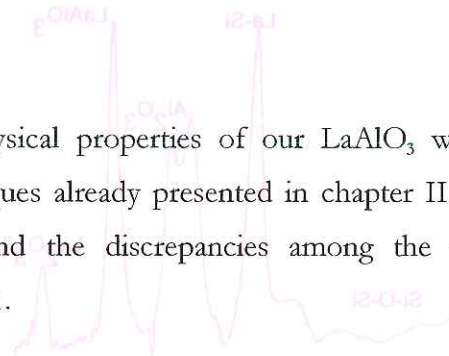 ysical properties of our LaAlO₃ w
ues already presented in chapter II
nd the discrepancies among the
.